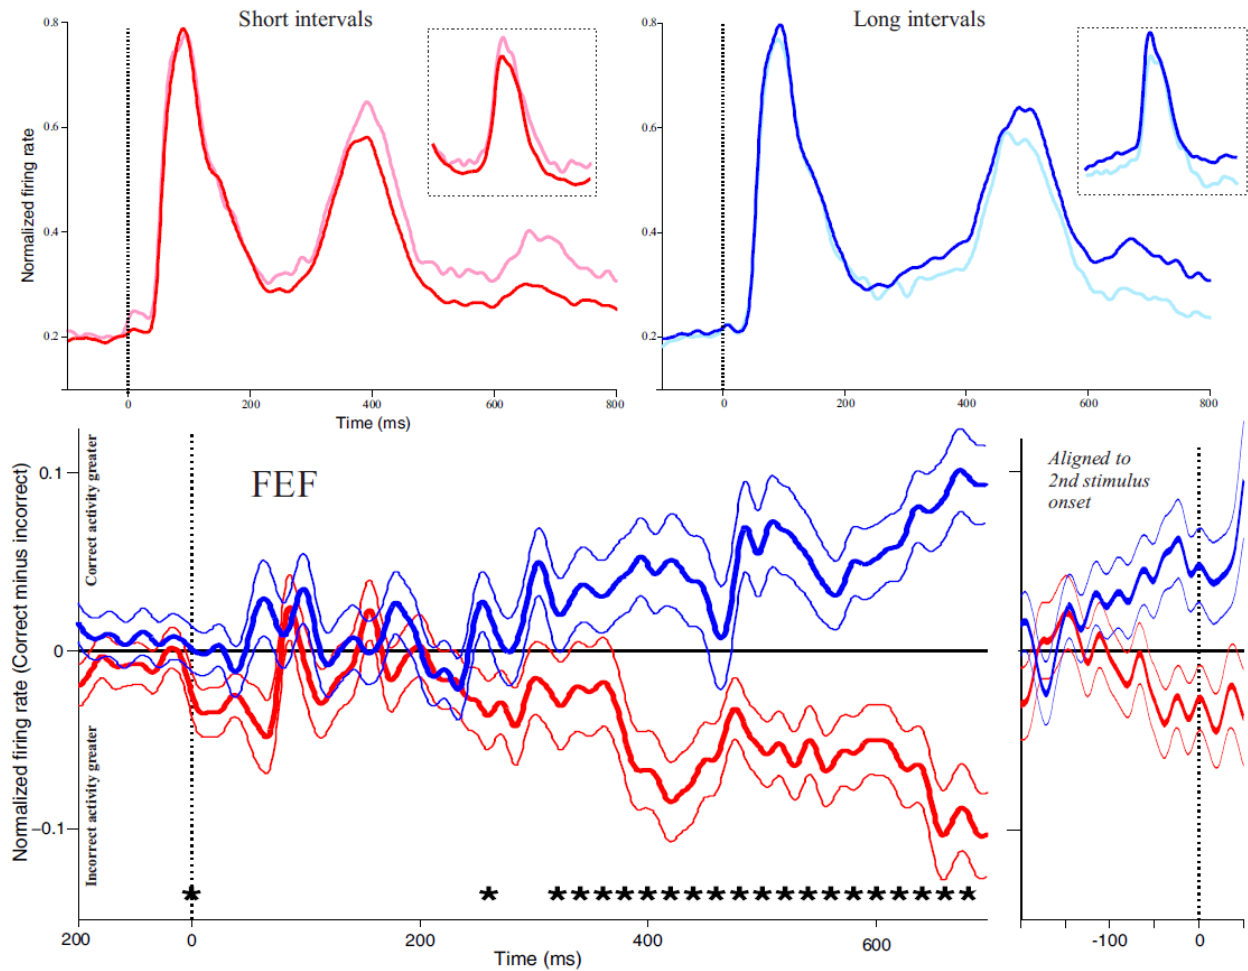 Short intervals
Long intervals
0.8
0.6
0.4
0.2
Normalized firing rate
0
200
400
600
800
Time (ms)
0.8
0.6
0.4
0.2
0
200
400
600
800
Normalized firing rate (Correct minus incorrect)
Correct activity greater
Incorrect activity greater
0.1
0
−0.1
FEF
Aligned to
2nd stimulus
onset
200
0
200
400
600
Time (ms)
-100
0